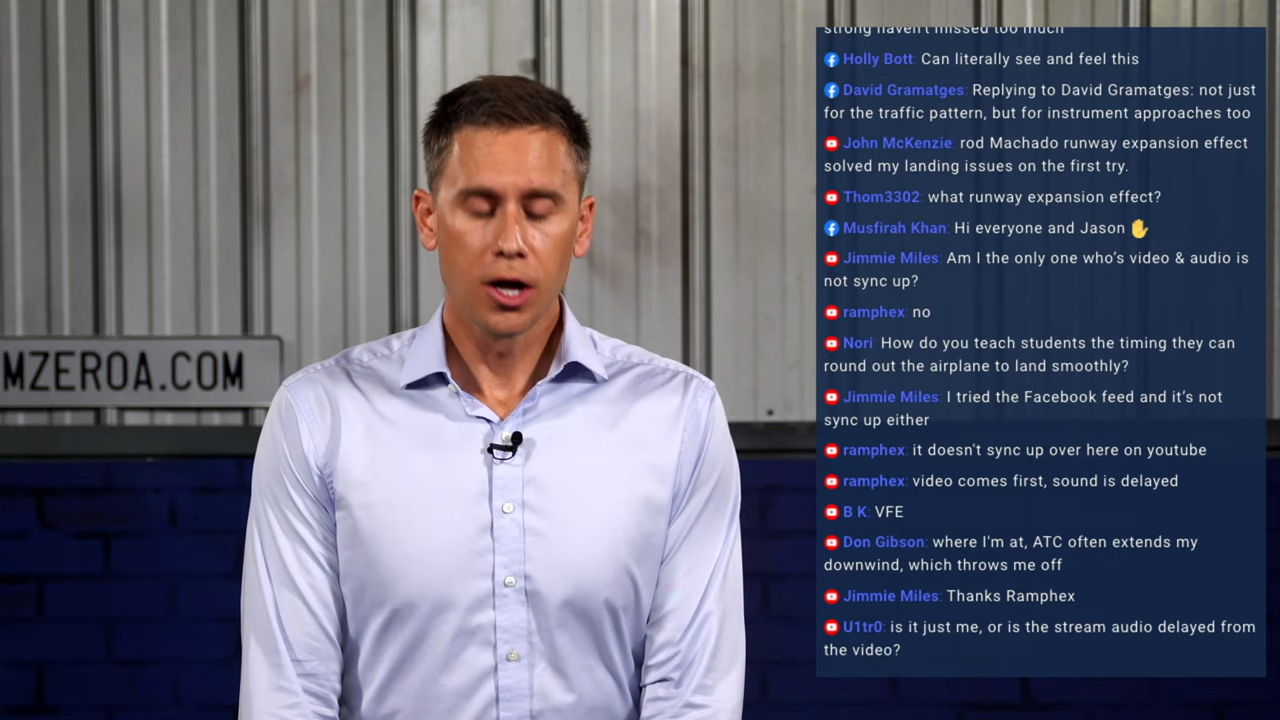 MZEROA.COM
strong haven't missed too much
Holly Bott: Can literally see and feel this
David Gramatges: Replying to David Gramatges: not just
for the traffic pattern, but for instrument approaches too
John McKenzie: rod Machado runway expansion effect
solved my landing issues on the first try.
Thom3302: what runway expansion effect?
Musfirah Khan: Hi everyone and Jason 🤚
Jimmie Miles: Am I the only one who's video & audio is
not sync up?
ramphex: no
Nori: How do you teach students the timing they can
round out the airplane to land smoothly?
Jimmie Miles: I tried the Facebook feed and it's not
sync up either
ramphex: it doesn't sync up over here on youtube
ramphex: video comes first, sound is delayed
B K: VFE
Don Gibson: where I'm at, ATC often extends my
downwind, which throws me off
Jimmie Miles: Thanks Ramphex
U1tr0: is it just me, or is the stream audio delayed from
the video?